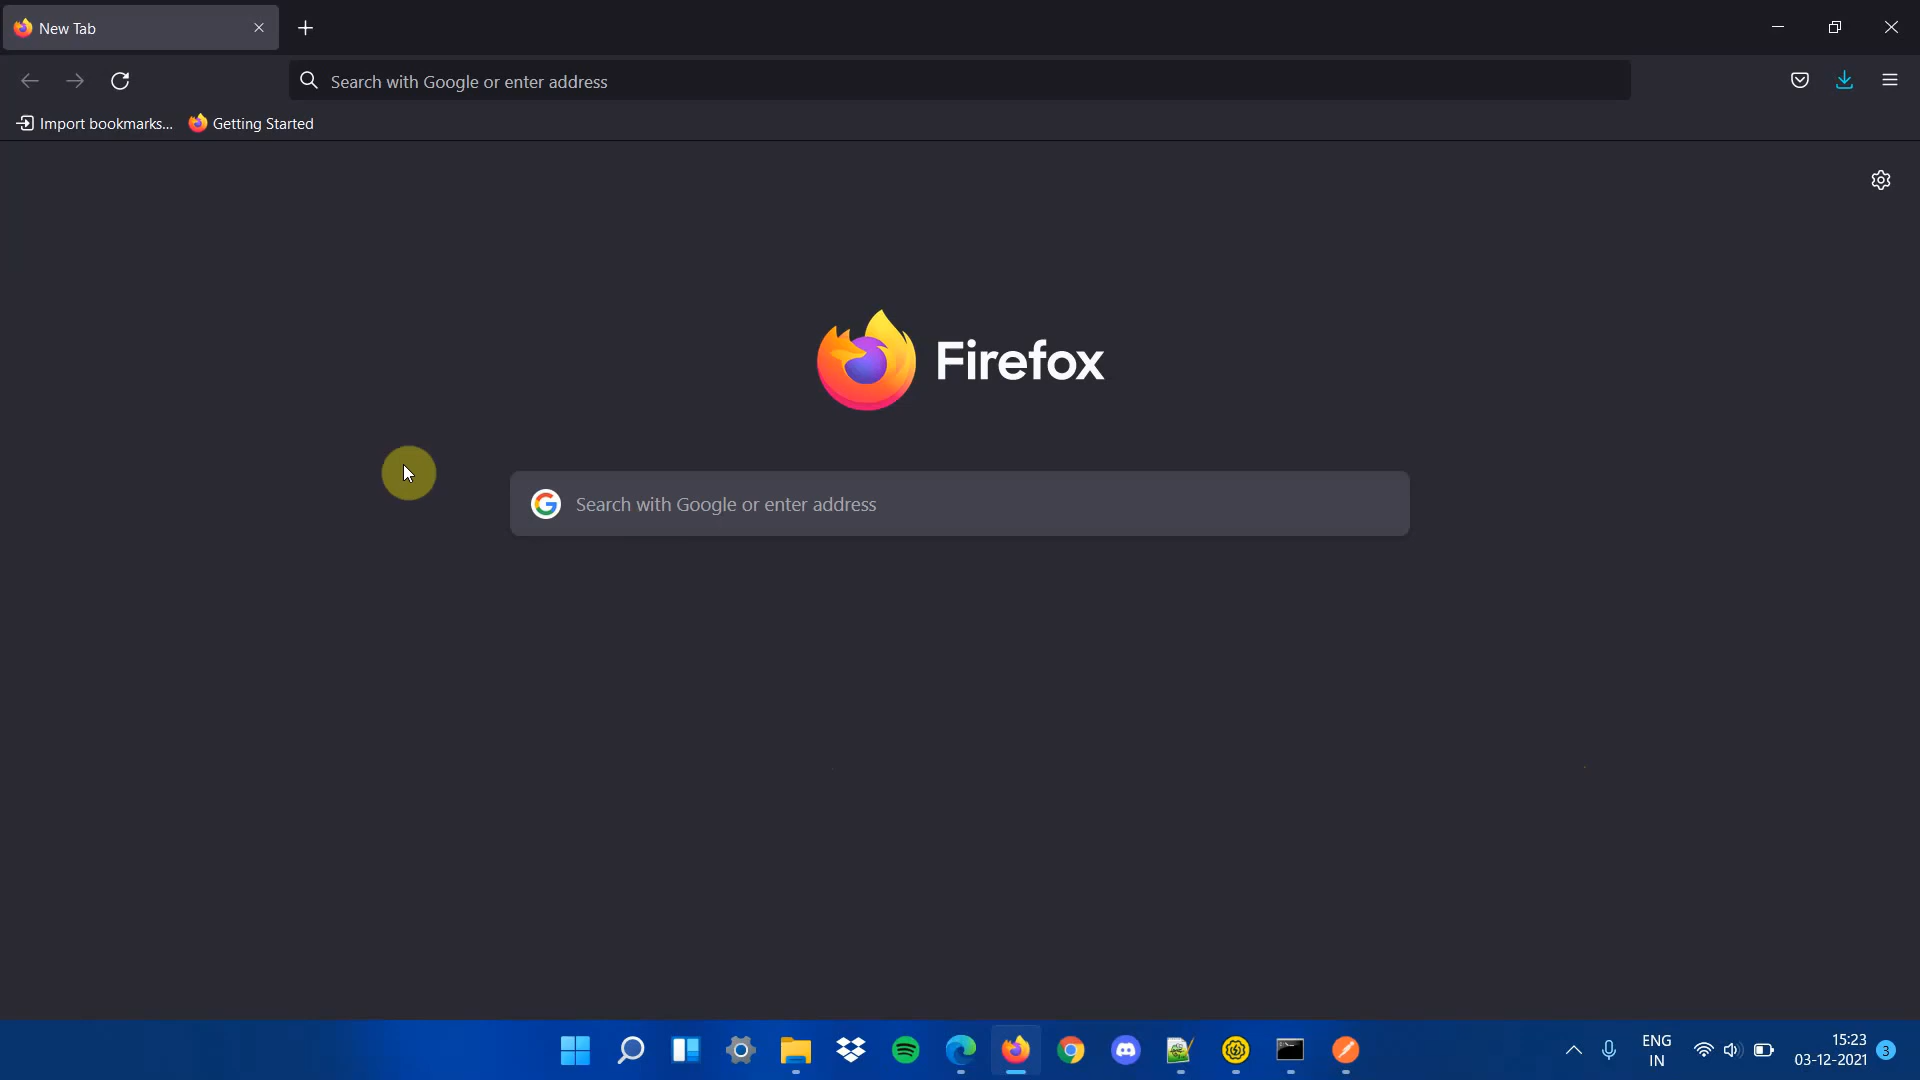 New Tab
Search with Google or enter address
Import bookmarks... Getting Started
Firefox
Search with Google or enter address
ENG
IN
15:23
03-12-2021
3